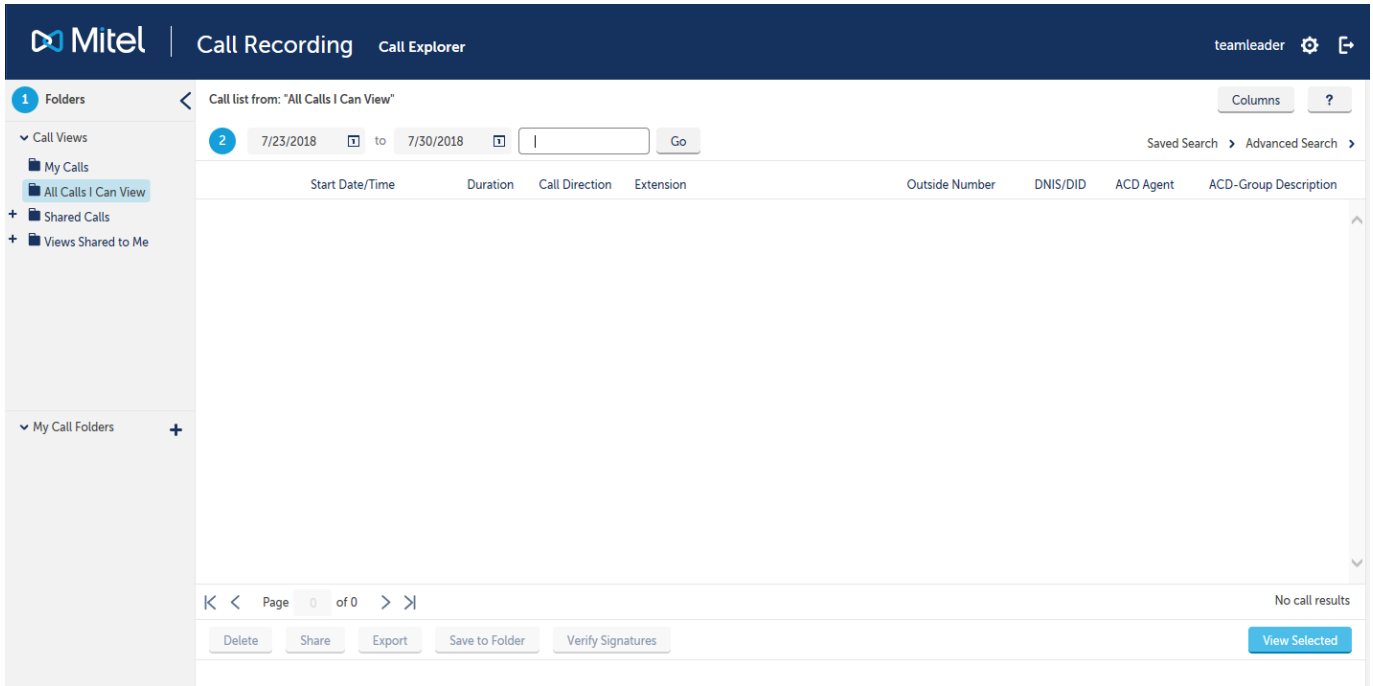 Mitel Call Recording Call Explorer teamleader
1 Folders
Call list from: "All Calls I Can View" Columns ?
Call Views
2 7/23/2018 1 to 7/30/2018 1 Go Saved Search > Advanced Search >
My Calls
All Calls I Can View
Start Date/Time Duration Call Direction Extension Outside Number DNIS/DID ACD Agent ACD-Group Description
+ Shared Calls
+ Views Shared to Me
My Call Folders +
Page 0 of 0 No call results
Delete Share Export Save to Folder Verify Signatures View Selected